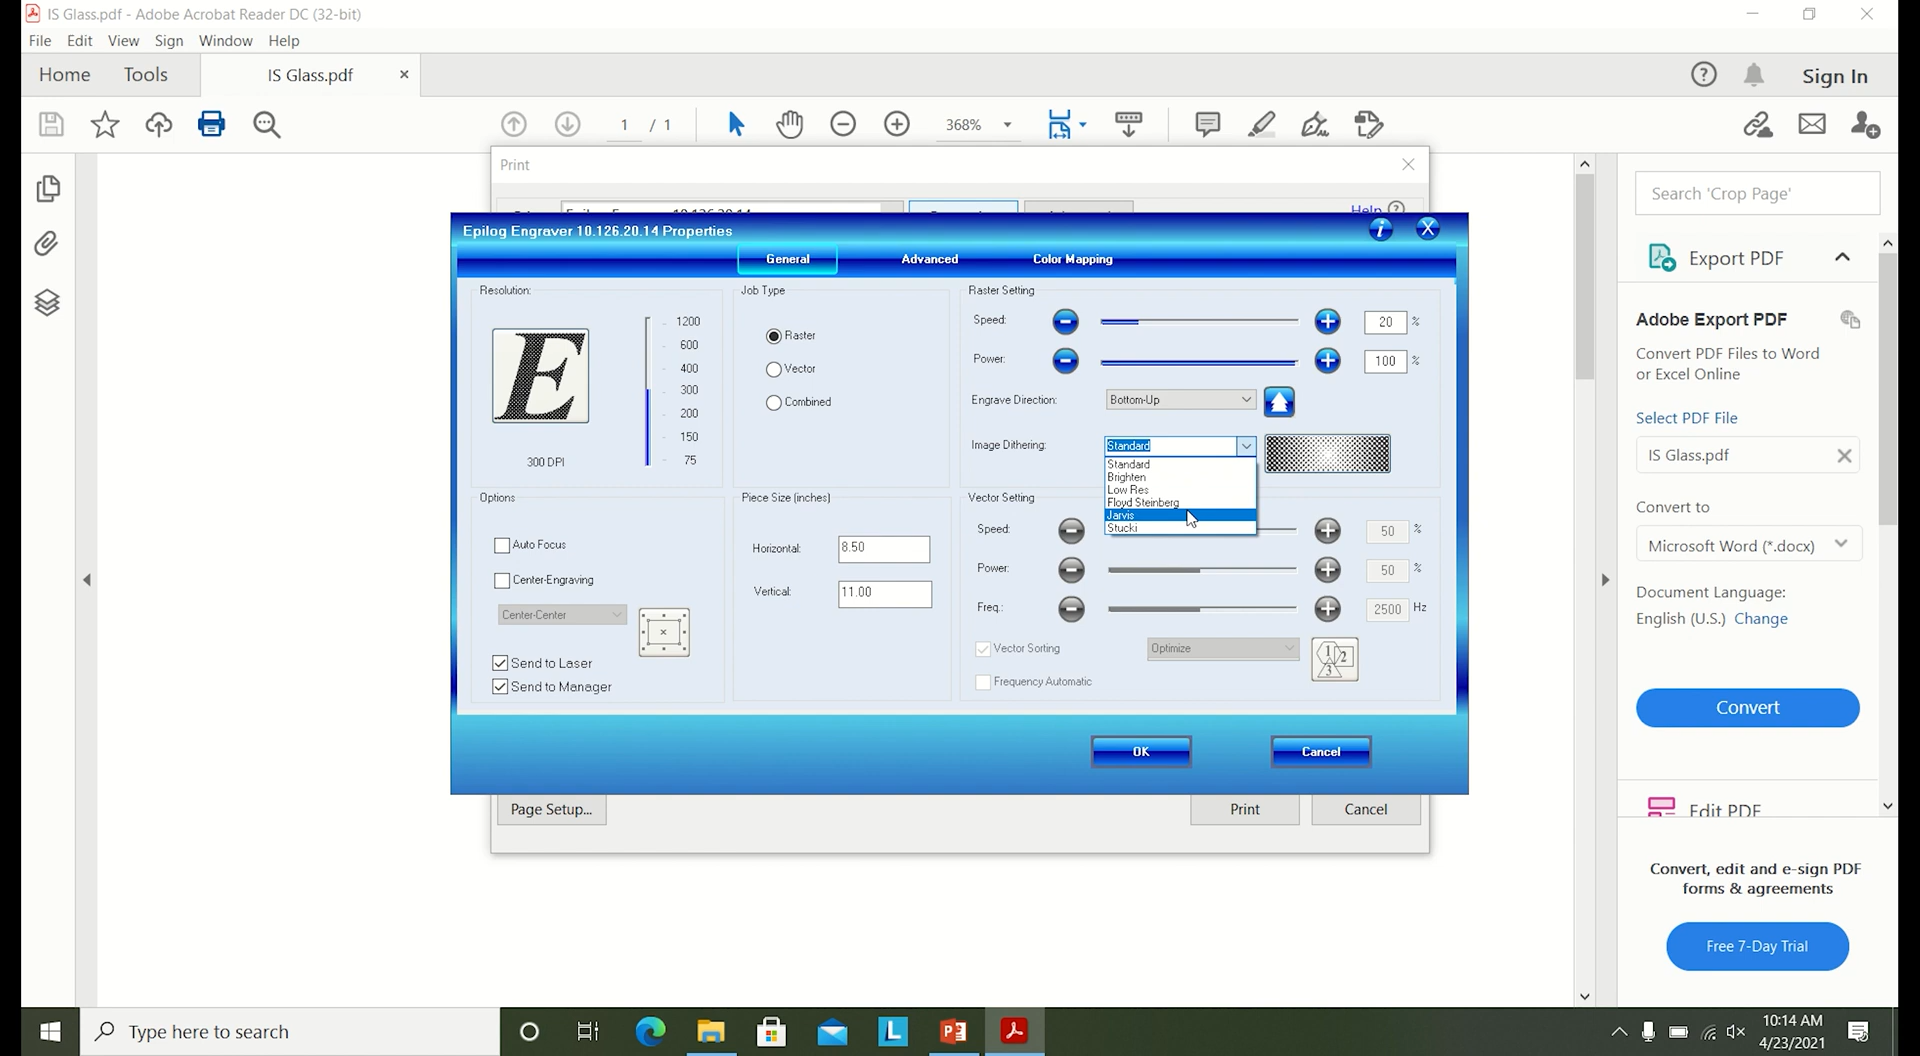 IS Glass.pdf - Adobe Acrobat Reader DC (32-bit)
File Edit View Sign Window Help
Home Tools IS Glass.pdf Sign In
1 / 1 368%
Print
Help
Search 'Crop Page'
Epilog Engraver 10.126.20.14 Properties
General Advanced Color Mapping
Resolution:
E
1200
600
400
300
200
150
75
300 DPI
Job Type
Raster
Vector
Combined
Raster Setting
Speed: 20 %
Power: 100 %
Engrave Direction: Bottom-Up
Image Dithering: Standard
Standard
Brighten
Low Res
Floyd Steinberg
Jarvis
Stucki
Options
Auto Focus
Center-Engraving
Center-Center
Send to Laser
Send to Manager
Piece Size (inches)
Horizontal: 8.50
Vertical: 11.00
Vector Setting
Speed: 50 %
Power: 50 %
Freq.: 2500 Hz
Vector Sorting Optimize
Frequency Automatic
OK Cancel
Page Setup... Print Cancel
Export PDF
Adobe Export PDF
Convert PDF Files to Word
or Excel Online
Select PDF File
IS Glass.pdf
Convert to
Microsoft Word (*.docx)
Document Language:
English (U.S.) Change
Convert
Edit PDF
Convert, edit and e-sign PDF
forms & agreements
Free 7-Day Trial
Type here to search
10:14 AM
4/23/2021